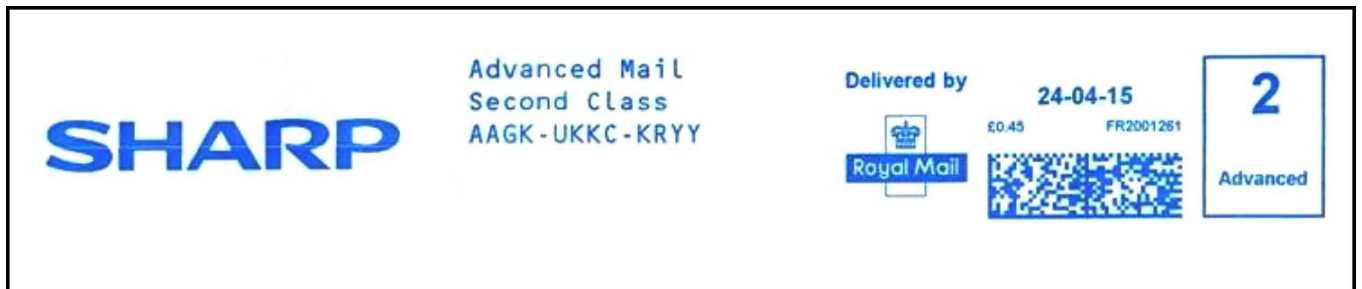 SHARP
Advanced Mail
Second Class
AAGK-UKKC-KRYY
Delivered by
Royal Mail
24-04-15
£0.45 FR2001261
2
Advanced